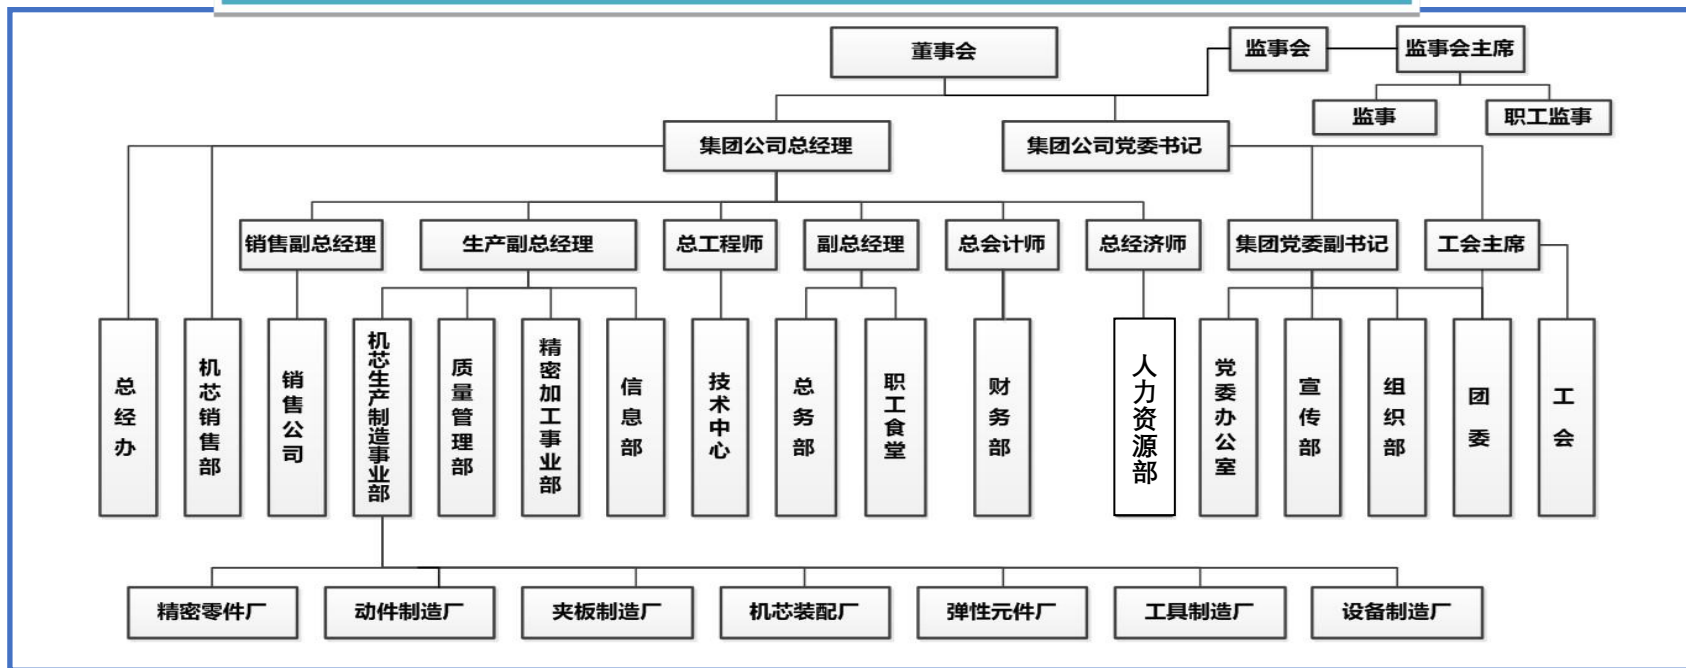 董事会
监事会
监事会主席
监事
职工监事
集团公司总经理
集团公司党委书记
销售副总经理
生产副总经理
总工程师
副总经理
总会计师
总经济师
集团党委副书记
工会主席
总经办
机芯销售部
销售公司
机芯生产制造事业部
质量管理部
精密加工事业部
信息部
技术中心
总务部
职工食堂
财务部
人力资源部
党委办公室
宣传部
组织部
团委
工会
精密零件厂
动件制造厂
夹板制造厂
机芯装配厂
弹性元件厂
工具制造厂
设备制造厂